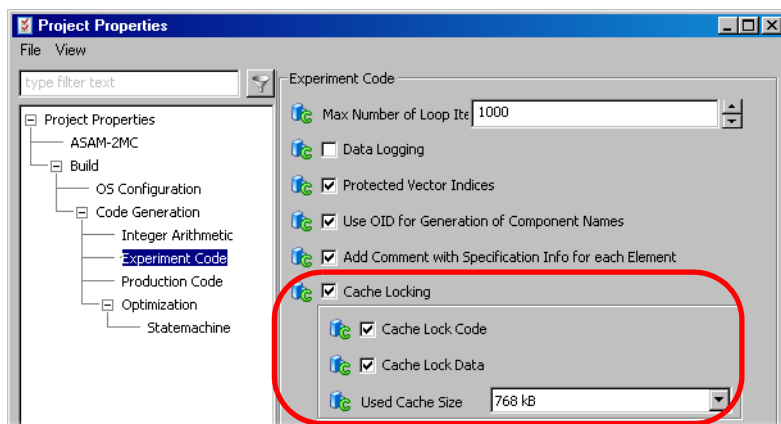 Project Properties
File View
type filter text
Project Properties
ASAM-2MC
Build
OS Configuration
Code Generation
Integer Arithmetic
Experiment Code
Production Code
Optimization
Statemachine
Experiment Code
Max Number of Loop Ite 1000
Data Logging
Protected Vector Indices
Use OID for Generation of Component Names
Add Comment with Specification Info for each Element
Cache Locking
Cache Lock Code
Cache Lock Data
Used Cache Size 768 kB